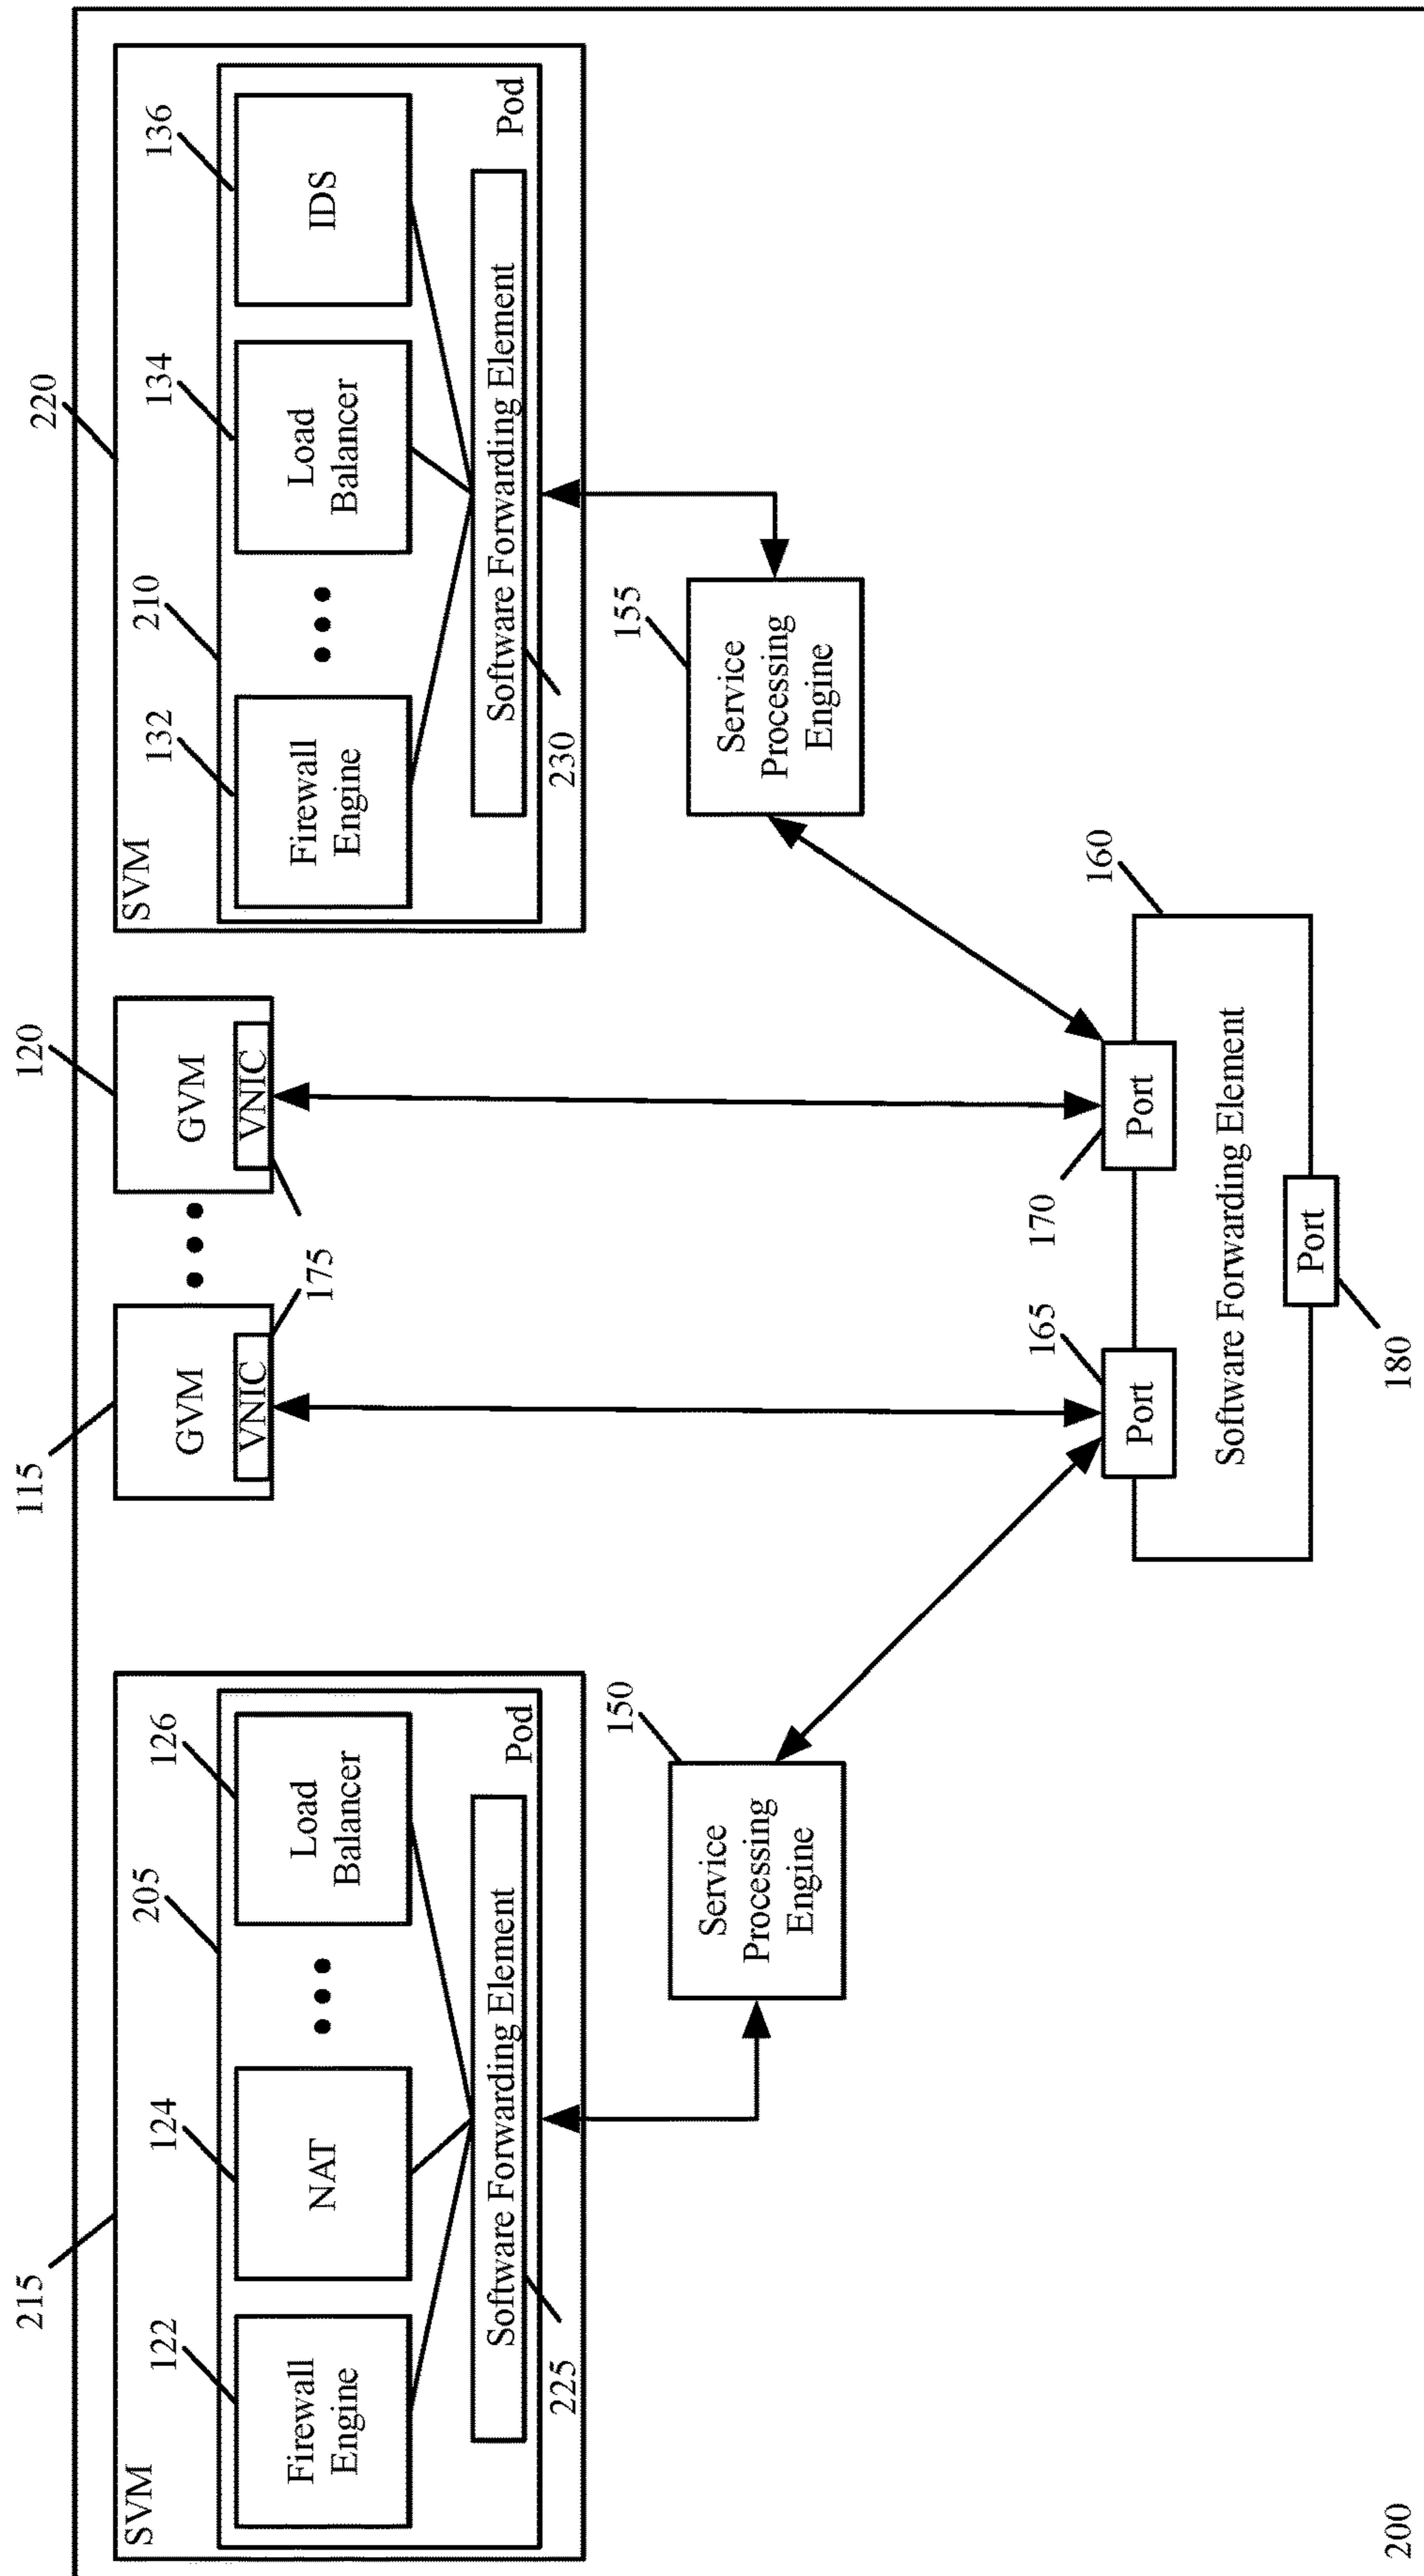 215
115
120
220
SVM
122
124
205
126
Firewall
Engine
NAT
Load
Balancer
Software Forwarding Element
Pod
225
GVM
VNIC
175
GVM
VNIC
SVM
132
210
134
136
Firewall
Engine
Load
Balancer
IDS
Software Forwarding Element
Pod
230
150
Service
Processing
Engine
155
Service
Processing
Engine
165
Port
170
Port
160
Software Forwarding Element
Port
180
200